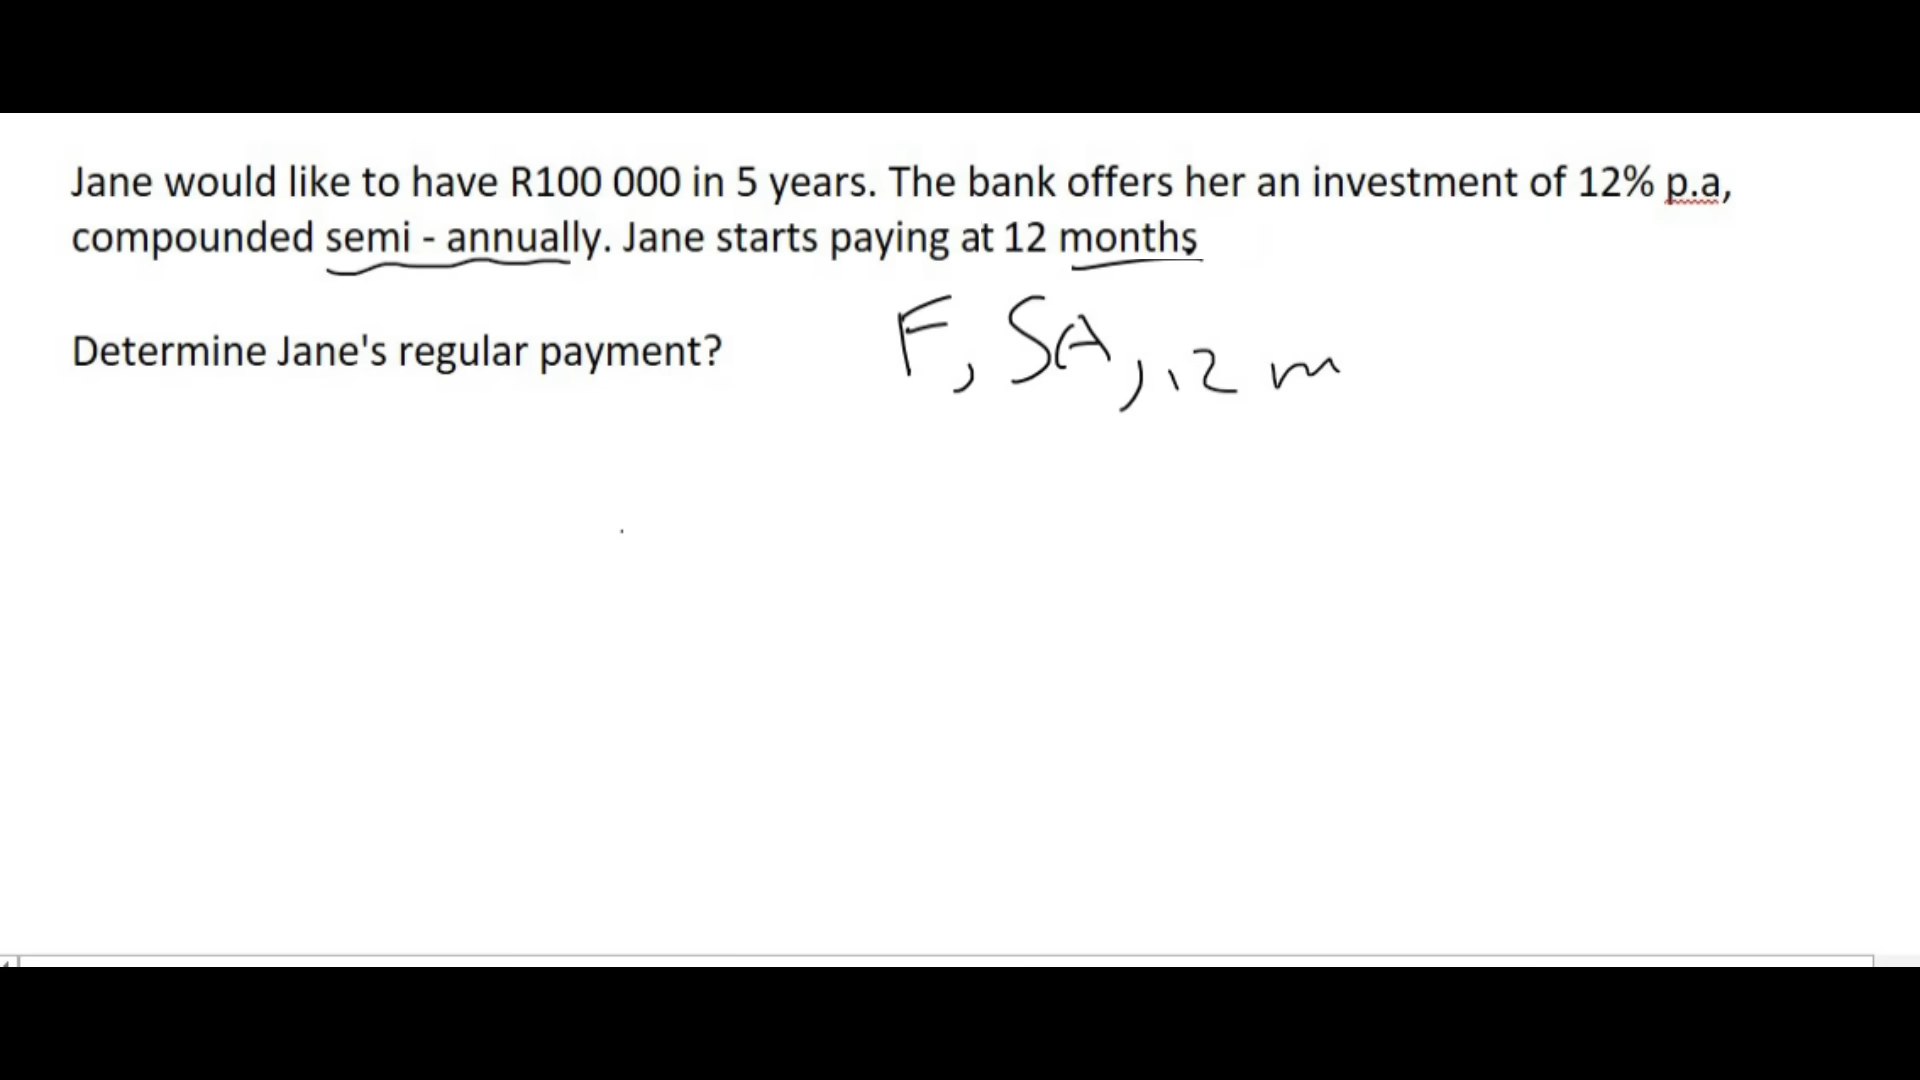 Jane would like to have R100 000 in 5 years. The bank offers her an investment of 12% p.a,
compounded semi - annually. Jane starts paying at 12 months
Determine Jane's regular payment?
F, SA, 12 m